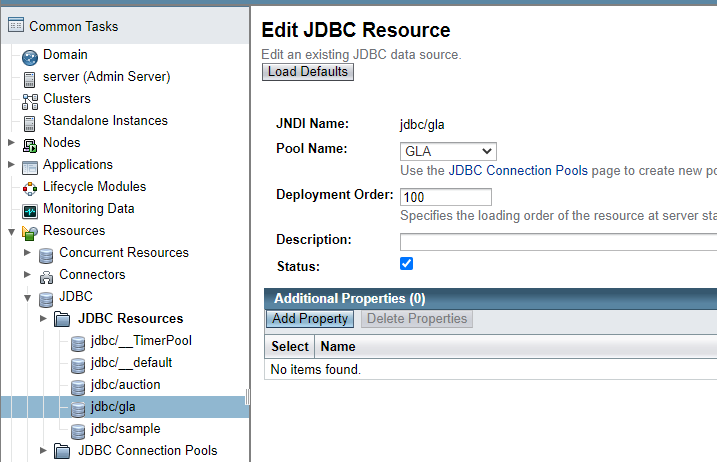 Common Tasks
Domain
server (Admin Server)
Clusters
Standalone Instances
Nodes
Applications
Lifecycle Modules
Monitoring Data
Resources
Concurrent Resources
Connectors
JDBC
JDBC Resources
jdbc/__TimerPool
jdbc/__default
jdbc/auction
jdbc/gla
jdbc/sample
JDBC Connection Pools
Edit JDBC Resource
Edit an existing JDBC data source.
Load Defaults
JNDI Name: jdbc/gla
Pool Name: GLA
Use the JDBC Connection Pools page to create new
Deployment Order: 100
Specifies the loading order of the resource at server
Description:
Status:
Additional Properties (0)
Add Property Delete Properties
Select Name
No items found.